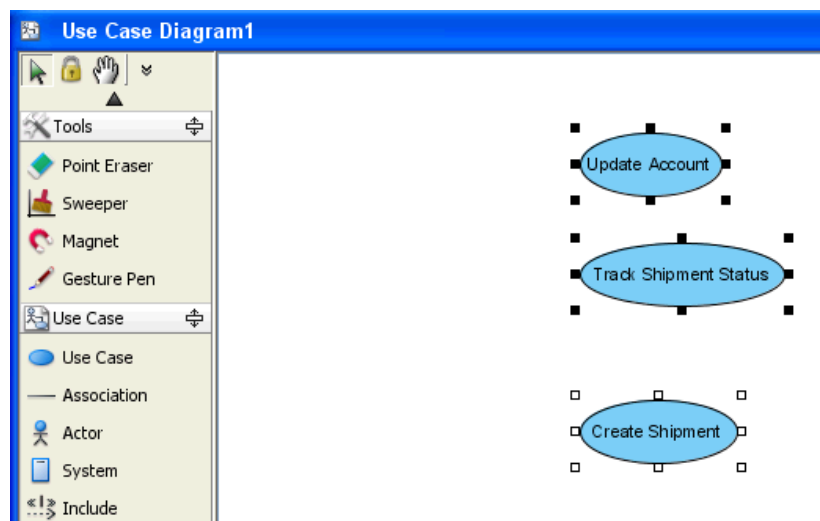 Use Case Diagram1
Tools
Point Eraser
Sweeper
Magnet
Gesture Pen
Use Case
Use Case
Association
Actor
System
Include
Update Account
Track Shipment Status
Create Shipment